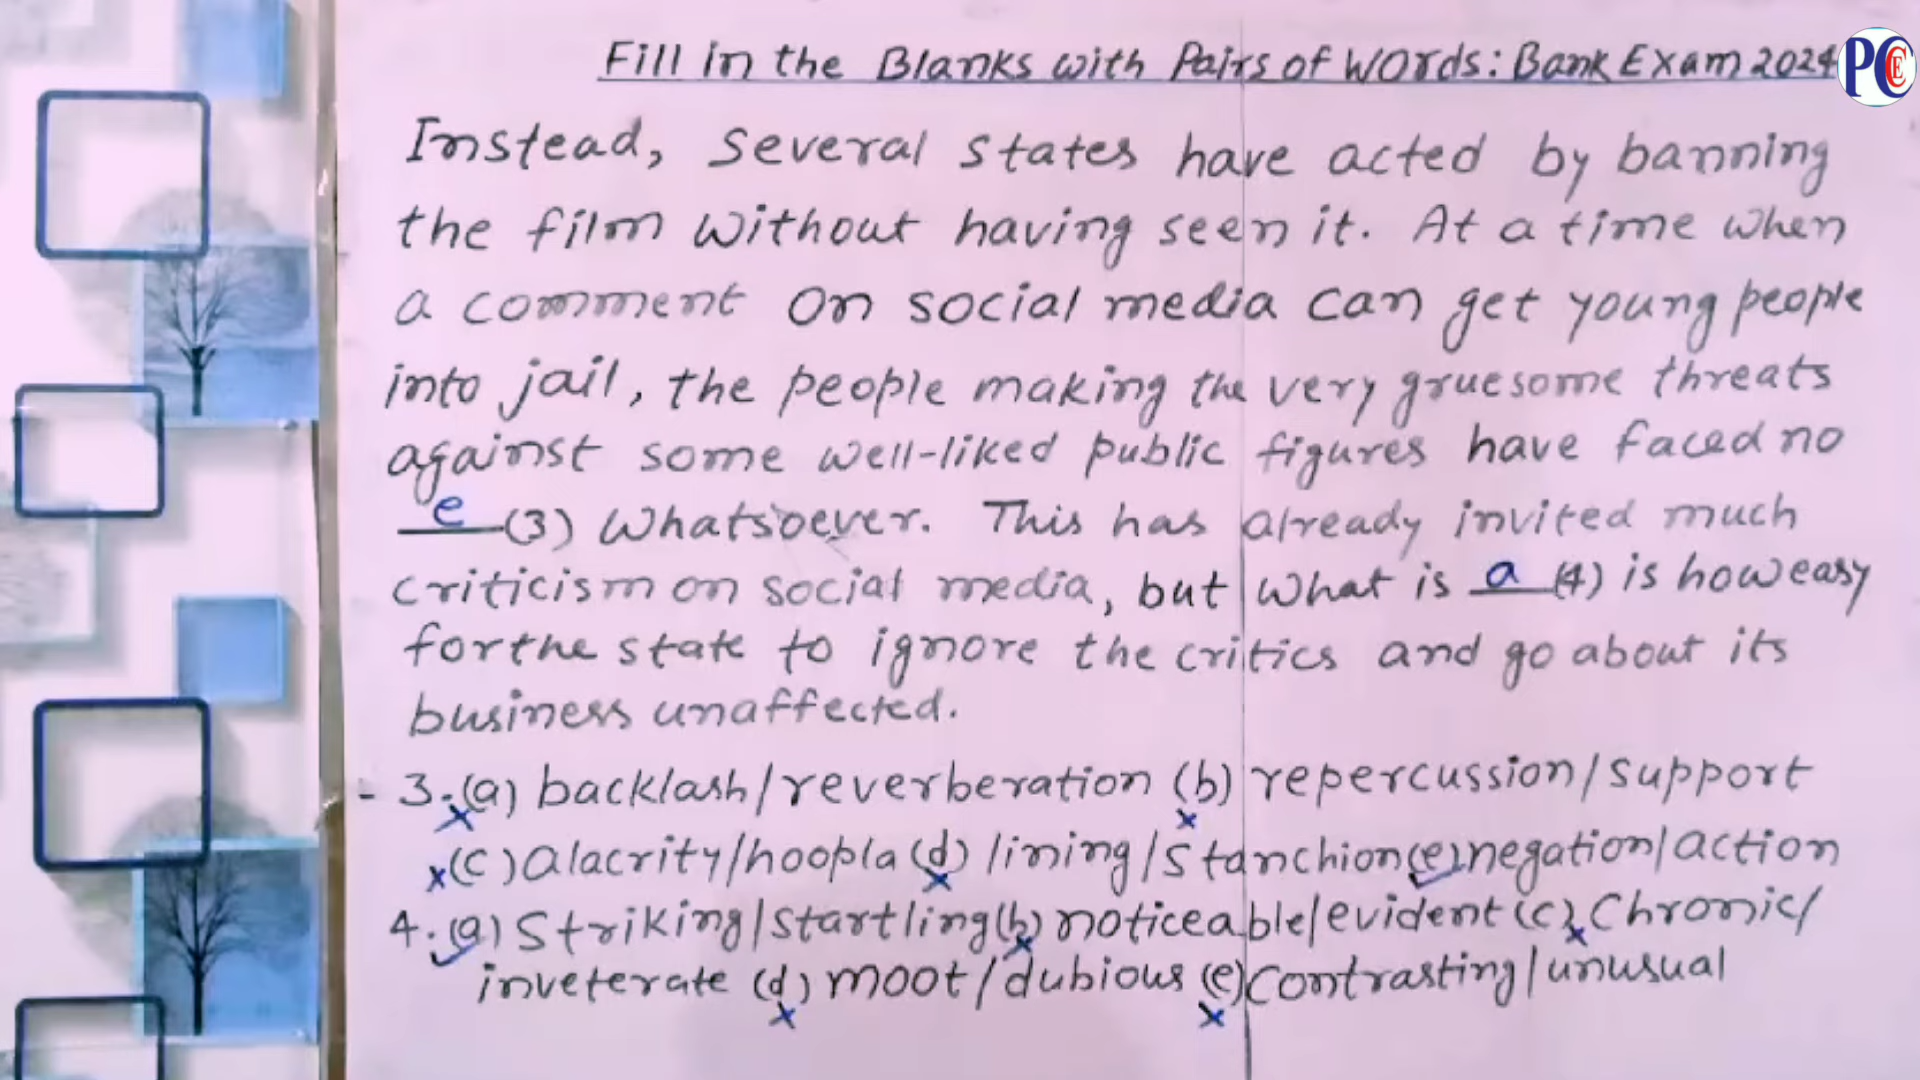 Fill in the Blanks with Pairs of Words: Bank Exam 2024
PCEC
Instead, Several states have acted by banning
the film without having seen it. At a time when
a comment on social media can get young people
into jail, the people making the very gruesome threats
against some well-liked public figures have faced no
e (3) whatsoever. This has already invited much
criticism on social media, but what is a (4) is how easy
for the state to ignore the critics and go about its
business unaffected.
- 3. (a) backlash/reverberation (b) repercussion/support
(c) Alacrity/hoopla (d) lining/stanchion (e) negation/action
4. (a) Striking/startling (b) noticeable/evident (c) Chronic/
inveterate (d) moot/dubious (e) Contrasting/unusual